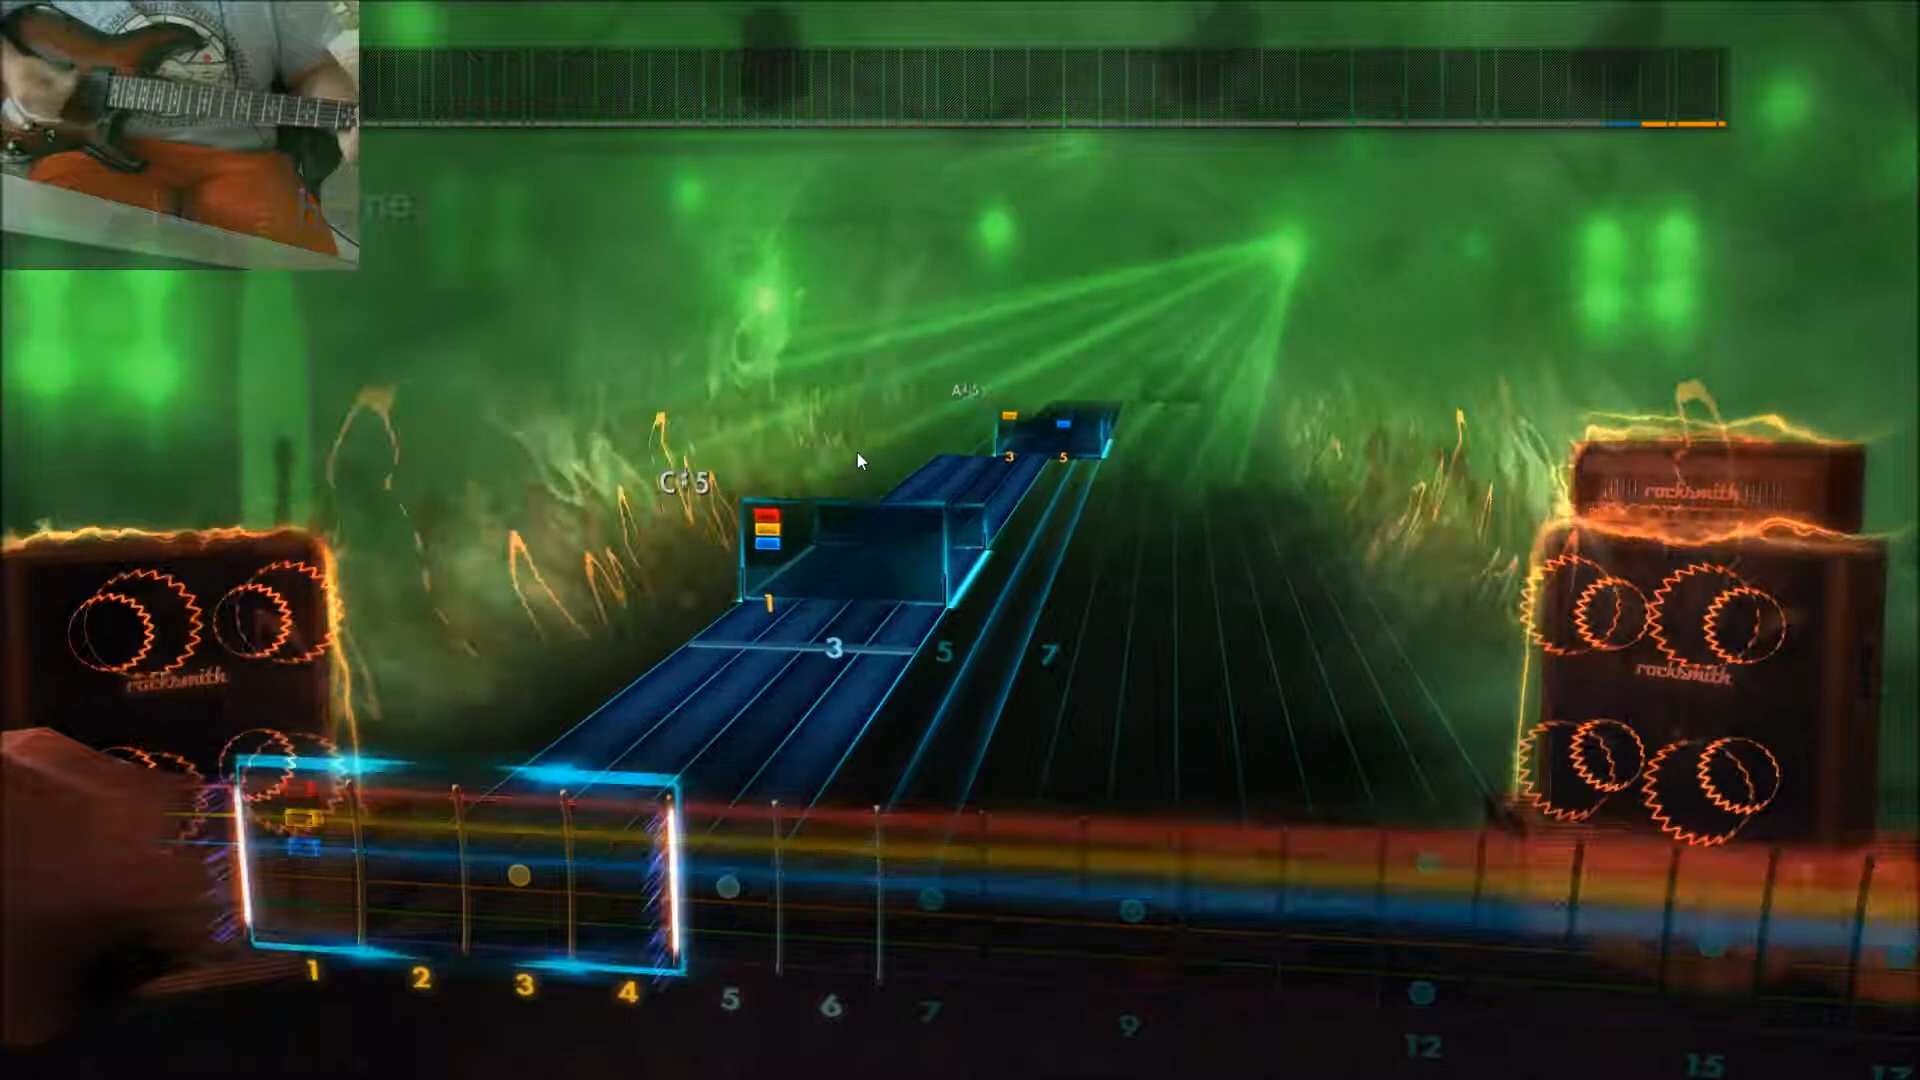 C#5
3 5
1
3 5 7
rocksmith
rocksmith
rocksmith
1 2 3 4 5 6 7 9 12 15 17